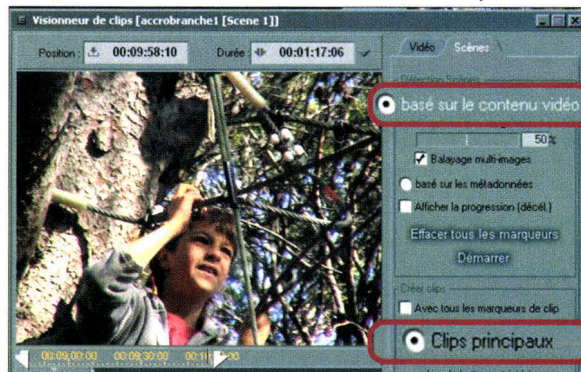 Visionneur de clips [accrobranche1 [Scene 1]]
Position : 00:09:58:10 Durée : 00:01:17:06
Vidéo Scènes
Détection Scènes
basé sur le contenu vidéo
50%
Balayage multi-images
basé sur les métadonnées
Afficher la progression (décél.)
Effacer tous les marqueurs
Démarrer
Créer clips
Avec tous les marqueurs de clip
Clips principaux
00:09:00:00 00:09:30:00